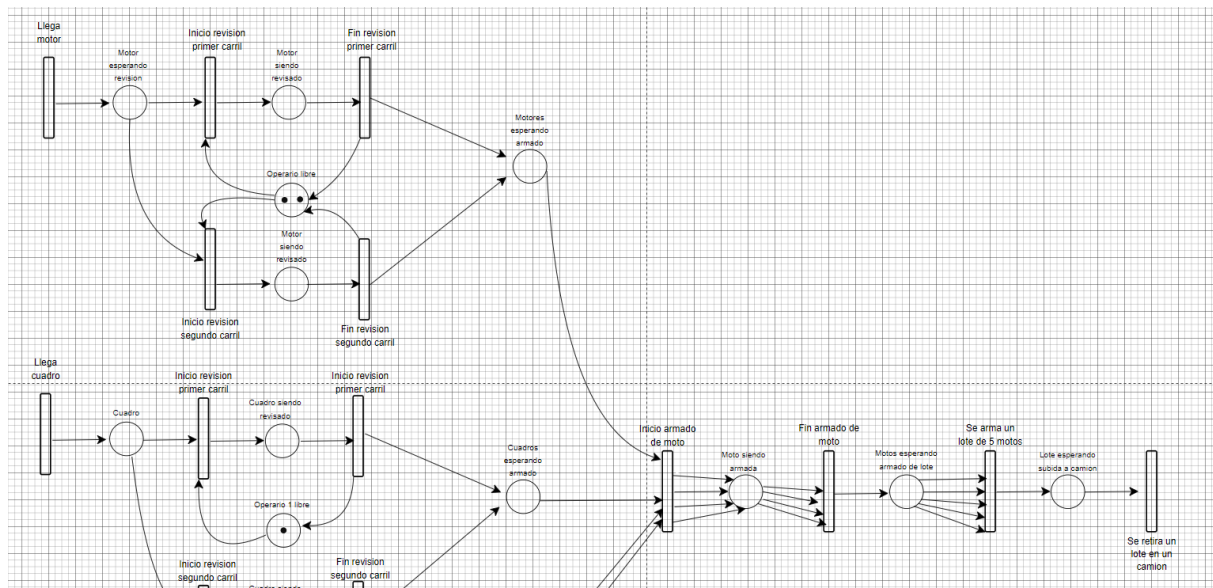 Llega
motor
Motor
esperando
revision
Inicio revision
primer carril
Motor
siendo
revisado
Fin revision
primer carril
Motores
esperando
armado
Operario libre
Motor
siendo
revisado
Inicio revision
segundo carril
Fin revision
segundo carril
Llega
cuadro
Cuadro
Inicio revision
primer carril
Cuadro siendo
revisado
Inicio revision
primer carril
Cuadros
esperando
armado
Operario 1 libre
Inicio revision
segundo carril
Cuadro siendo
Fin revision
segundo carril
Inicio armado
de moto
Moto siendo
armada
Fin armado de
moto
Motos esperando
armado de lote
Se arma un
lote de 5 motos
Lote esperando
subida a camion
Se retira un
lote en un
camion